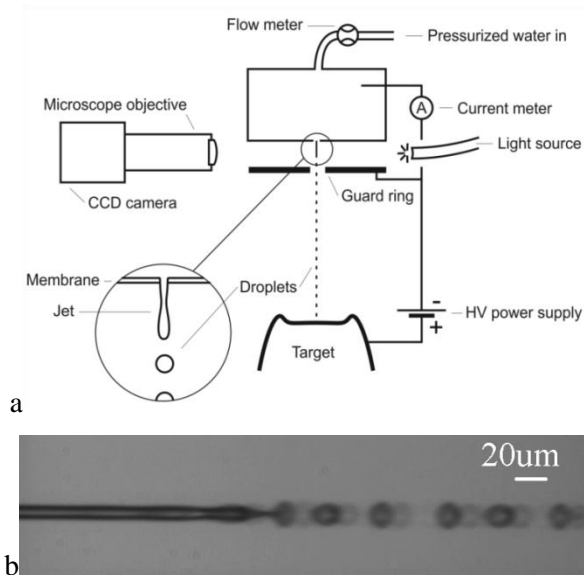 Flow meter
Pressurized water in
Microscope objective
A
Current meter
Light source
CCD camera
Guard ring
Membrane
Droplets
Jet
-
HV power supply
+
Target
a
20um
b